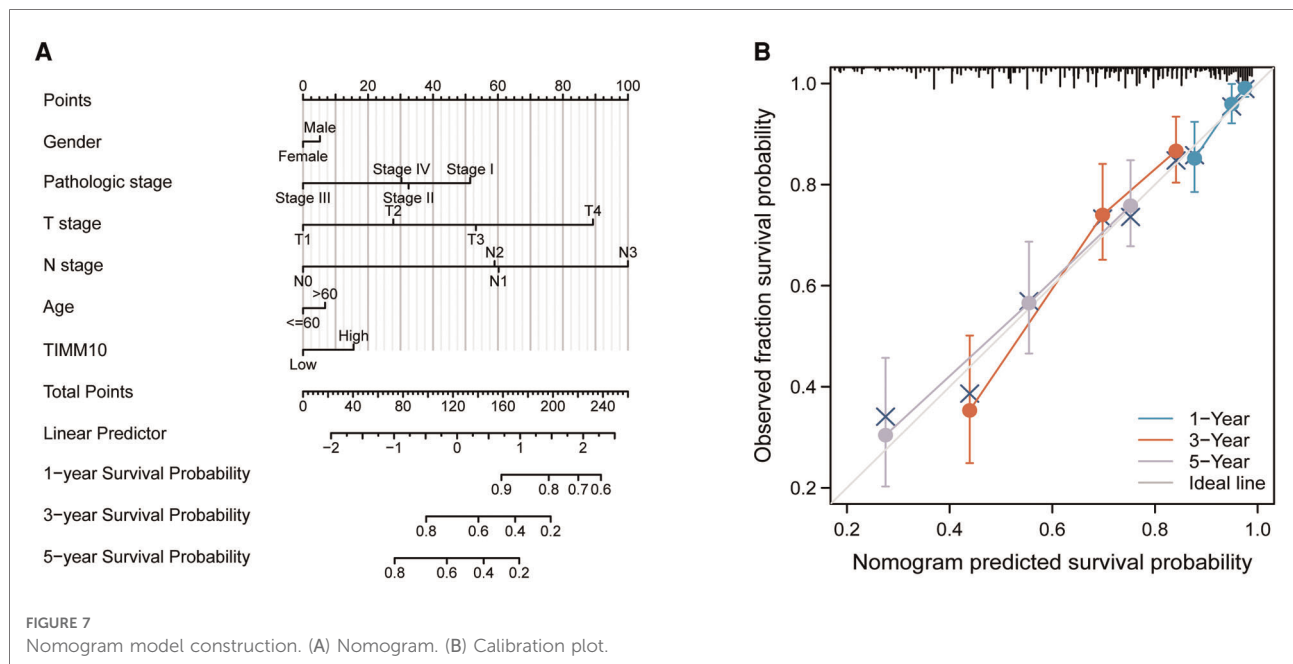 A
Points
0 20 40 60 80 100
Gender
Male
Female
Pathologic stage
Stage IV Stage I
Stage III Stage II
T stage
T2 T4
T1 T3
N stage
N2 N3
N0 N1
Age
>60
<=60
TIMM10
High
Low
Total Points
0 40 80 120 160 200 240
Linear Predictor
−2 −1 0 1 2
1−year Survival Probability
0.9 0.8 0.7 0.6
3−year Survival Probability
0.8 0.6 0.4 0.2
5−year Survival Probability
0.8 0.6 0.4 0.2
B
Observed fraction survival probability
1.0
0.8
0.6
0.4
0.2
1−Year
3−Year
5−Year
Ideal line
0.2 0.4 0.6 0.8 1.0
Nomogram predicted survival probability
FIGURE 7
Nomogram model construction. (A) Nomogram. (B) Calibration plot.